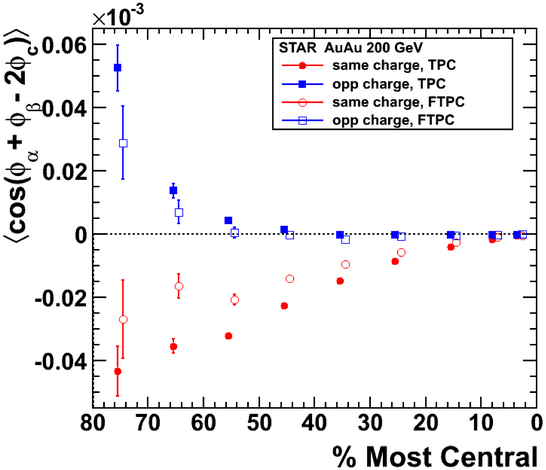 ×10⁻³
⟨cos(ϕα + ϕβ - 2ϕc)⟩
0.06
0.04
0.02
0
-0.02
-0.04
STAR AuAu 200 GeV
same charge, TPC
opp charge, TPC
same charge, FTPC
opp charge, FTPC
80 70 60 50 40 30 20 10 0
% Most Central